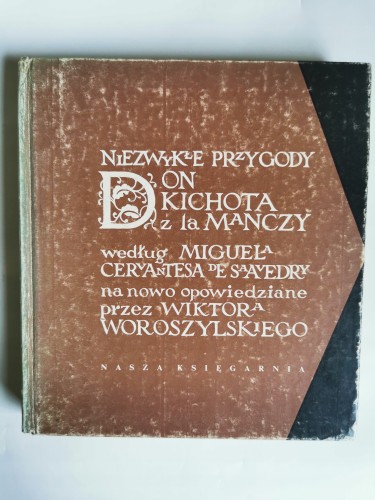 NIEZWYKŁE PRZYGODY
DON
KICHOTA
z la MANCZY
według MIGUELA
CERVANTESA DE SAAVEDRY
na nowo opowiedziane
przez WIKTORA
WOROSZYLSKIEGO
NASZA KSIĘGARNIA